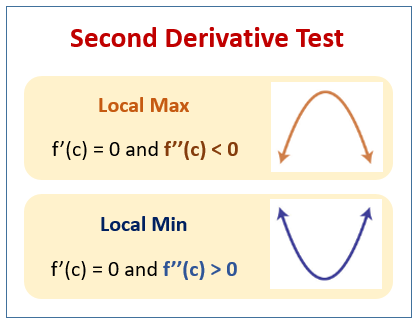 Second Derivative Test
Local Max
f’(c) = 0 and f’’(c) < 0
Local Min
f’(c) = 0 and f’’(c) > 0